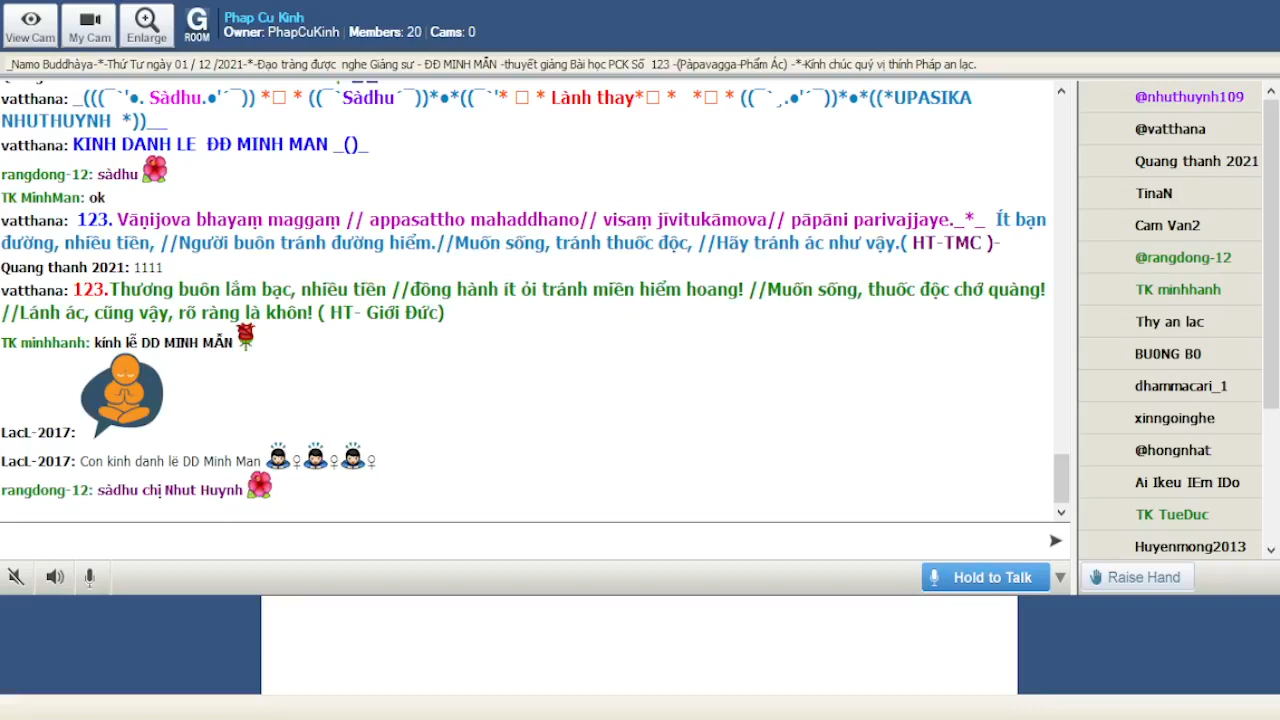 View Cam
My Cam
Enlarge
G
ROOM
Phap Cu Kinh
Owner: PhapCuKinh | Members: 20 | Cams: 0
_Namo Buddhàya-*-Thứ Tư ngày 01 / 12 /2021-*-Đạo tràng được nghe Giảng sư - ĐĐ MINH MẪN -thuyết giảng Bài học PCK Số 123 -(Pàpavagga-Phẩm Ác) -*-Kính chúc quý vị thính Pháp an lạc.
vatthana: _(((¯`'●. Sàdhu.●'´¯)) *□ * ((¯`Sàdhu´¯))*●*((¯`'* □ * Lành thay*□ * *□ * ((¯`¸.●'´¯))*●*((*UPASIKA
NHUTHUYNH *))__
vatthana: KINH DANH LE ĐĐ MINH MAN _()_
rangdong-12: sàdhu
TK MinhMan: ok
vatthana: 123. Vāṇijova bhayaṃ maggaṃ // appasattho mahaddhano// visaṃ jīvitukāmova// pāpāni parivajjaye._*_ Ít bạn
đường, nhiều tiền, //Người buôn tránh đường hiểm.//Muốn sống, tránh thuốc độc, //Hãy tránh ác như vậy.( HT-TMC )-
Quang thanh 2021: 1111
vatthana: 123.Thương buôn lắm bạc, nhiều tiền //đồng hành ít ỏi tránh miền hiểm hoang! //Muốn sống, thuốc độc chớ quàng!
//Lánh ác, cũng vậy, rõ ràng là khôn! ( HT- Giới Đức)
TK minhhanh: kính lễ DD MINH MẪN
LacL-2017:
LacL-2017: Con kinh danh lë DD Minh Man ♀ ♀ ♀
rangdong-12: sàdhu chị Nhut Huynh
Hold to Talk
@nhuthuynh109
@vatthana
Quang thanh 2021
TinaN
Cam Van2
@rangdong-12
TK minhhanh
Thy an lac
BU0NG B0
dhammacari_1
xinngoinghe
@hongnhat
Ai Ikeu IEm IDo
TK TueDuc
Huyenmong2013
Raise Hand